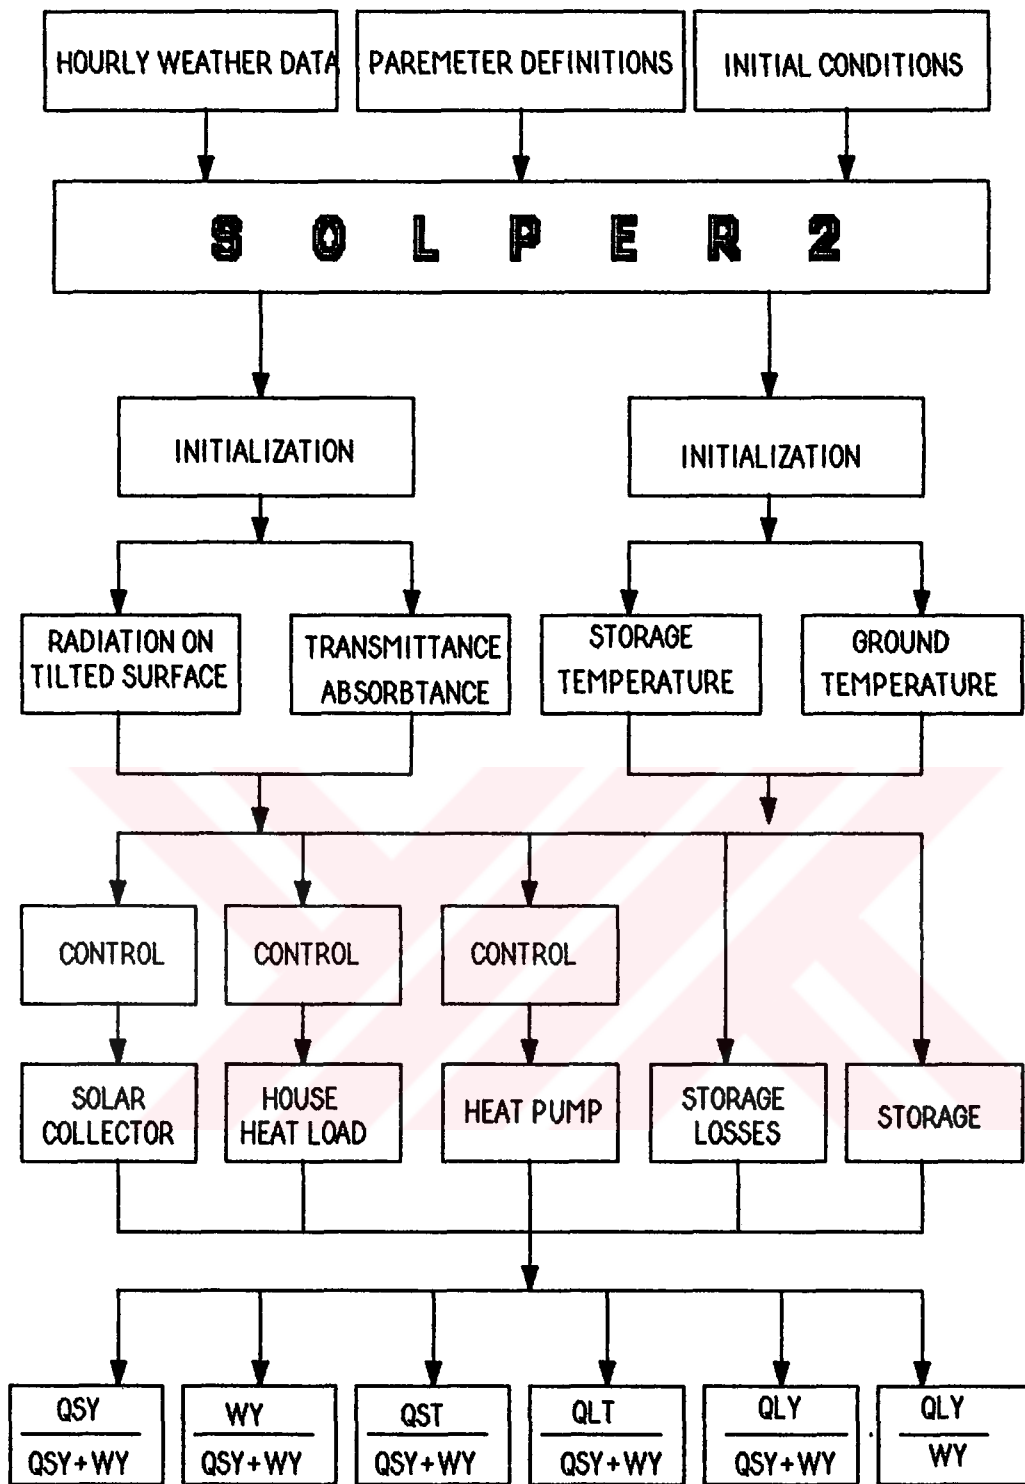 HOURLY WEATHER DATA
PAREMETER DEFINITIONS
INITIAL CONDITIONS
S O L P E R 2
INITIALIZATION
INITIALIZATION
RADIATION ON
TILTED SURFACE
TRANSMITTANCE
ABSORBTANCE
STORAGE
TEMPERATURE
GROUND
TEMPERATURE
CONTROL
CONTROL
CONTROL
SOLAR
COLLECTOR
HOUSE
HEAT LOAD
HEAT PUMP
STORAGE
LOSSES
STORAGE
QSY
QSY+WY
WY
QSY+WY
QST
QSY+WY
QLT
QSY+WY
QLY
QSY+WY
QLY
WY